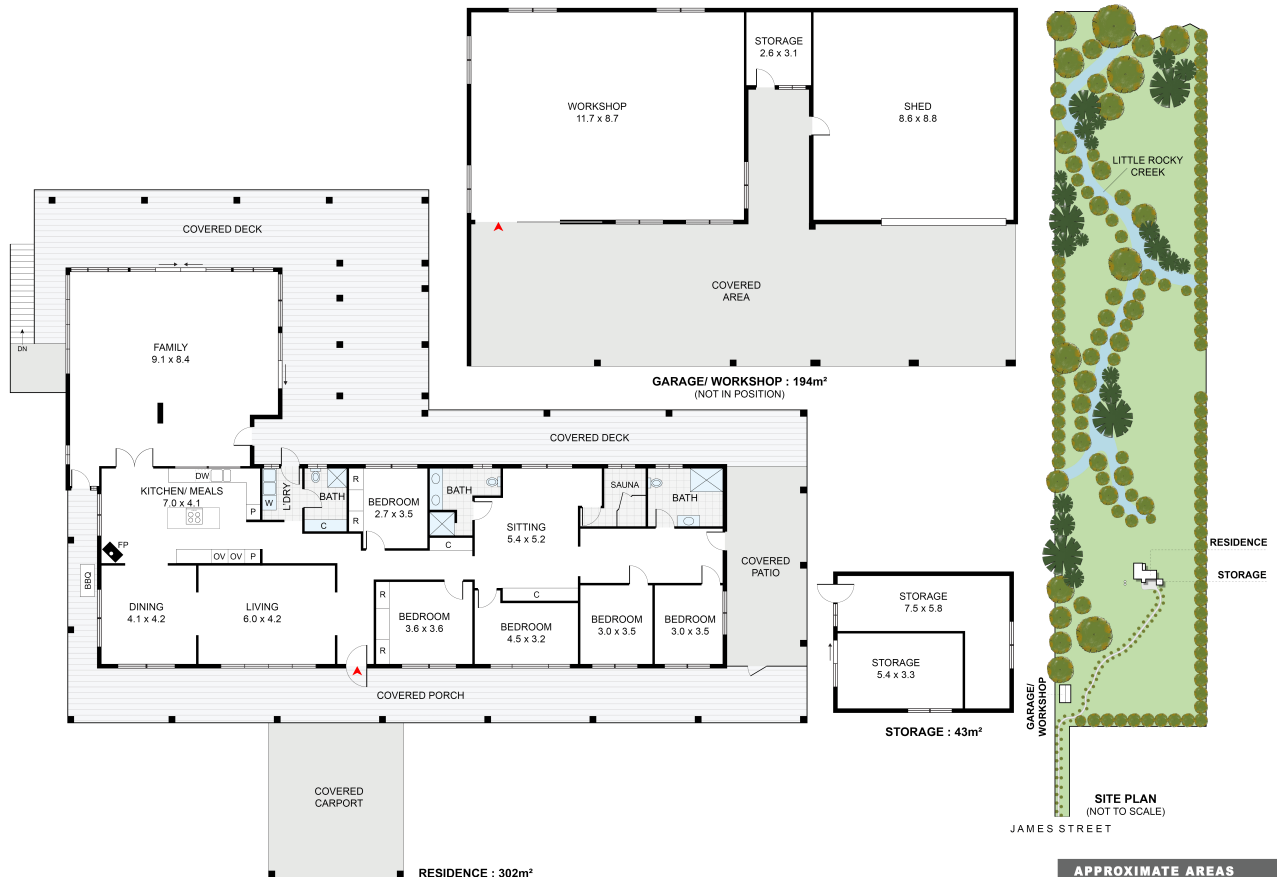 STORAGE
2.6 x 3.1
WORKSHOP
11.7 x 8.7
SHED
8.6 x 8.8
COVERED
AREA
GARAGE/ WORKSHOP : 194m²
(NOT IN POSITION)
LITTLE ROCKY
CREEK
COVERED DECK
DN
FAMILY
9.1 x 8.4
COVERED DECK
DW
KITCHEN/ MEALS
7.0 x 4.1
P
W
L'DRY
BATH
C
R
R
BEDROOM
2.7 x 3.5
BATH
C
SITTING
5.4 x 5.2
SAUNA
BATH
FP
OV
OV
P
BBQ
DINING
4.1 x 4.2
LIVING
6.0 x 4.2
R
R
BEDROOM
3.6 x 3.6
C
BEDROOM
4.5 x 3.2
BEDROOM
3.0 x 3.5
BEDROOM
3.0 x 3.5
COVERED
PATIO
COVERED PORCH
COVERED
CARPORT
RESIDENCE : 302m²
STORAGE
7.5 x 5.8
STORAGE
5.4 x 3.3
STORAGE : 43m²
RESIDENCE
STORAGE
GARAGE/
WORKSHOP
SITE PLAN
(NOT TO SCALE)
JAMES STREET
APPROXIMATE AREAS